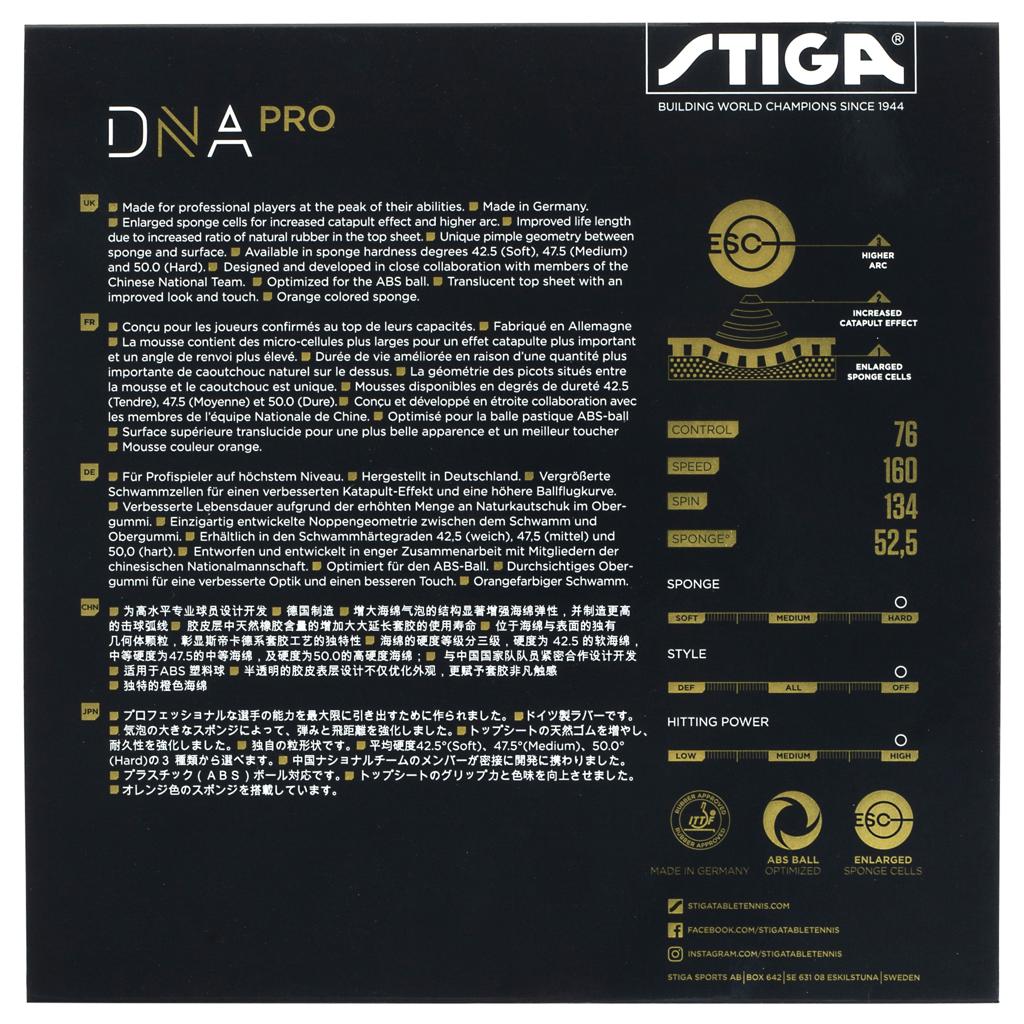 STIGA®
BUILDING WORLD CHAMPIONS SINCE 1944
DNA PRO
UK
Made for professional players at the peak of their abilities. Made in Germany.
Enlarged sponge cells for increased catapult effect and higher arc. Improved life length
due to increased ratio of natural rubber in the top sheet. Unique pimple geometry between
sponge and surface. Available in sponge hardness degrees 42.5 (Soft), 47.5 (Medium)
and 50.0 (Hard). Designed and developed in close collaboration with members of the
Chinese National Team. Optimized for the ABS ball. Translucent top sheet with an
improved look and touch. Orange colored sponge.
FR
Conçu pour les joueurs confirmés au top de leurs capacités. Fabriqué en Allemagne
La mousse contient des micro-cellules plus larges pour un effet catapulte plus important
et un angle de renvoi plus élevé. Durée de vie améliorée en raison d'une quantité plus
importante de caoutchouc naturel sur le dessus. La géométrie des picots situés entre
la mousse et le caoutchouc est unique. Mousses disponibles en degrés de dureté 42.5
(Tendre), 47.5 (Moyenne) et 50.0 (Dure). Conçu et développé en étroite collaboration avec
les membres de l'équipe Nationale de Chine. Optimisé pour la balle pastique ABS-ball
Surface supérieure translucide pour une plus belle apparence et un meilleur toucher
Mousse couleur orange.
DE
Für Profispieler auf höchstem Niveau. Hergestellt in Deutschland. Vergrößerte
Schwammzellen für einen verbesserten Katapult-Effekt und eine höhere Ballflugkurve.
Verbesserte Lebensdauer aufgrund der erhöhten Menge an Naturkautschuk im Ober-
gummi. Einzigartig entwickelte Noppengeometrie zwischen dem Schwamm und
Obergummi. Erhältlich in den Schwammhärtegraden 42,5 (weich), 47,5 (mittel) und
50,0 (hart). Entworfen und entwickelt in enger Zusammenarbeit mit Mitgliedern der
chinesischen Nationalmannschaft. Optimiert für den ABS-Ball. Durchsichtiges Ober-
gummi für eine verbesserte Optik und einen besseren Touch. Orangefarbiger Schwamm.
CHN
为高水平专业球员设计开发 德国制造 增大海绵气泡的结构显著增强海绵弹性，并制造更高
的击球弧线 胶皮层中天然橡胶含量的增加大大延长套胶的使用寿命 位于海绵与表面的独有
几何体颗粒，彰显斯帝卡德系套胶工艺的独特性 海绵的硬度等级分三级，硬度为 42.5 的软海绵，
中等硬度为47.5的中等海绵，及硬度为50.0的高硬度海绵； 与中国国家队队员紧密合作设计开发
适用于ABS 塑料球 半透明的胶皮表层设计不仅优化外观，更赋予套胶非凡触感
独特的橙色海绵
JPN
プロフェッショナルな選手の能力を最大限に引き出すために作られました。 ドイツ製ラバーです。
気泡の大きなスポンジによって、弾みと飛距離を強化しました。 トップシートの天然ゴムを増やし、
耐久性を強化しました。 独自の粒形状です。 平均硬度42.5°(Soft)、47.5°(Medium)、50.0°
(Hard)の3 種類から選べます。 中国ナショナルチームのメンバーが密接に開発に携わりました。
プラスチック（ABS）ボール対応です。 トップシートのグリップ力と色味を向上させました。
オレンジ色のスポンジを搭載しています。
ESC
3
HIGHER
ARC
2
INCREASED
CATAPULT EFFECT
1
ENLARGED
SPONGE CELLS
CONTROL 76
SPEED 160
SPIN 134
SPONGE° 52,5
SPONGE
SOFT MEDIUM HARD
STYLE
DEF ALL OFF
HITTING POWER
LOW MEDIUM HIGH
RUBBER APPROVED
ITTF
RUBBER APPROVED
MADE IN GERMANY
ABS BALL
OPTIMIZED
ESC
ENLARGED
SPONGE CELLS
STIGATABLETENNIS.COM
FACEBOOK.COM/STIGATABLETENNIS
INSTAGRAM.COM/STIGATABLETENNIS
STIGA SPORTS AB|BOX 642|SE 631 08 ESKILSTUNA|SWEDEN